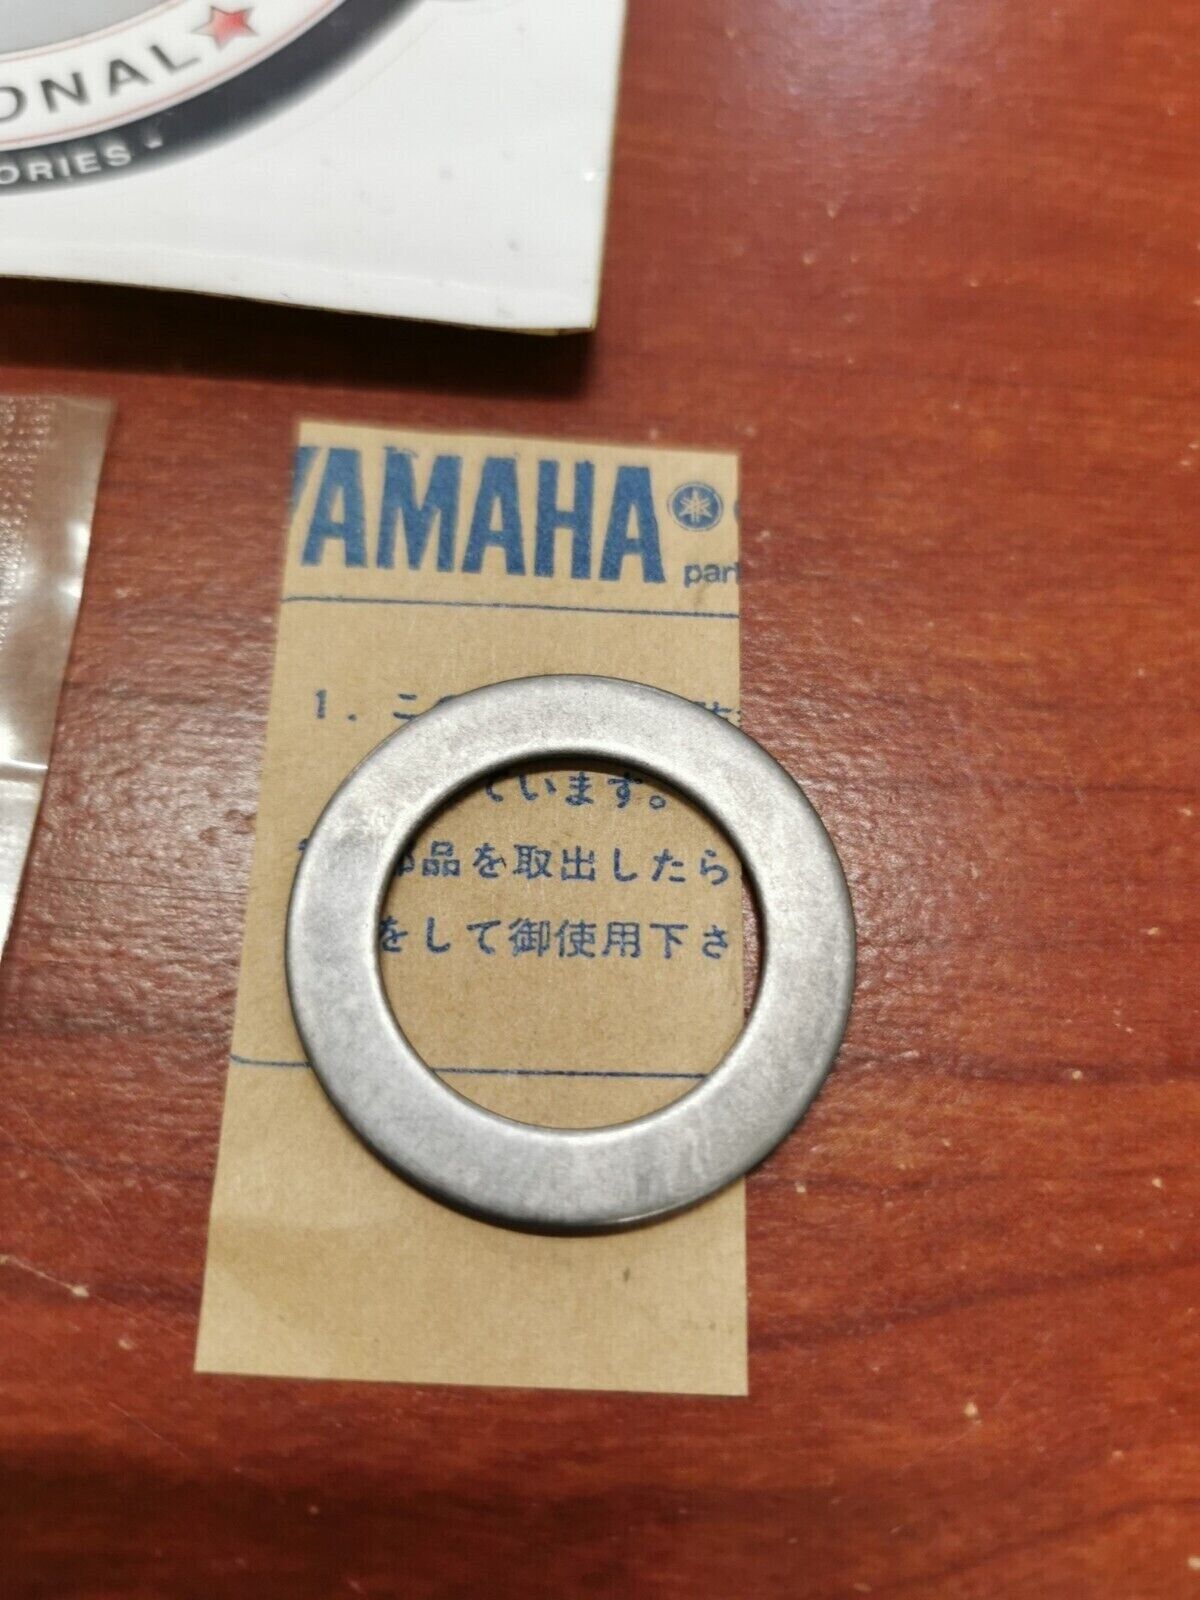 ONAL
ORIES -
YAMAHA
part
1. こ
ています。
部品を取出したら
をして御使用下さ